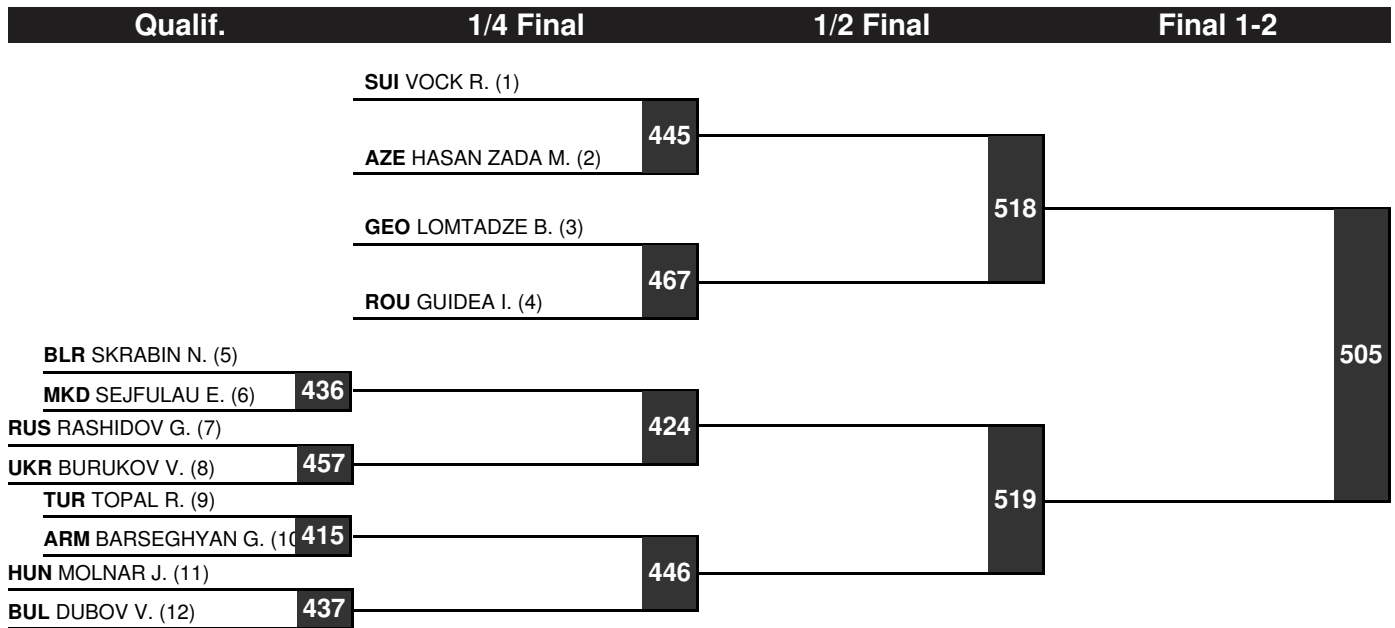 Qualif. 1/4 Final 1/2 Final Final 1-2
SUI VOCK R. (1)
445
AZE HASAN ZADA M. (2)
518
GEO LOMTADZE B. (3)
467
ROU GUIDEA I. (4)
BLR SKRABIN N. (5)
505
MKD SEJFULAU E. (6) 436
RUS RASHIDOV G. (7)
424
UKR BURUKOV V. (8) 457
TUR TOPAL R. (9)
519
ARM BARSEGHYAN G. (10 415
HUN MOLNAR J. (11)
446
BUL DUBOV V. (12) 437